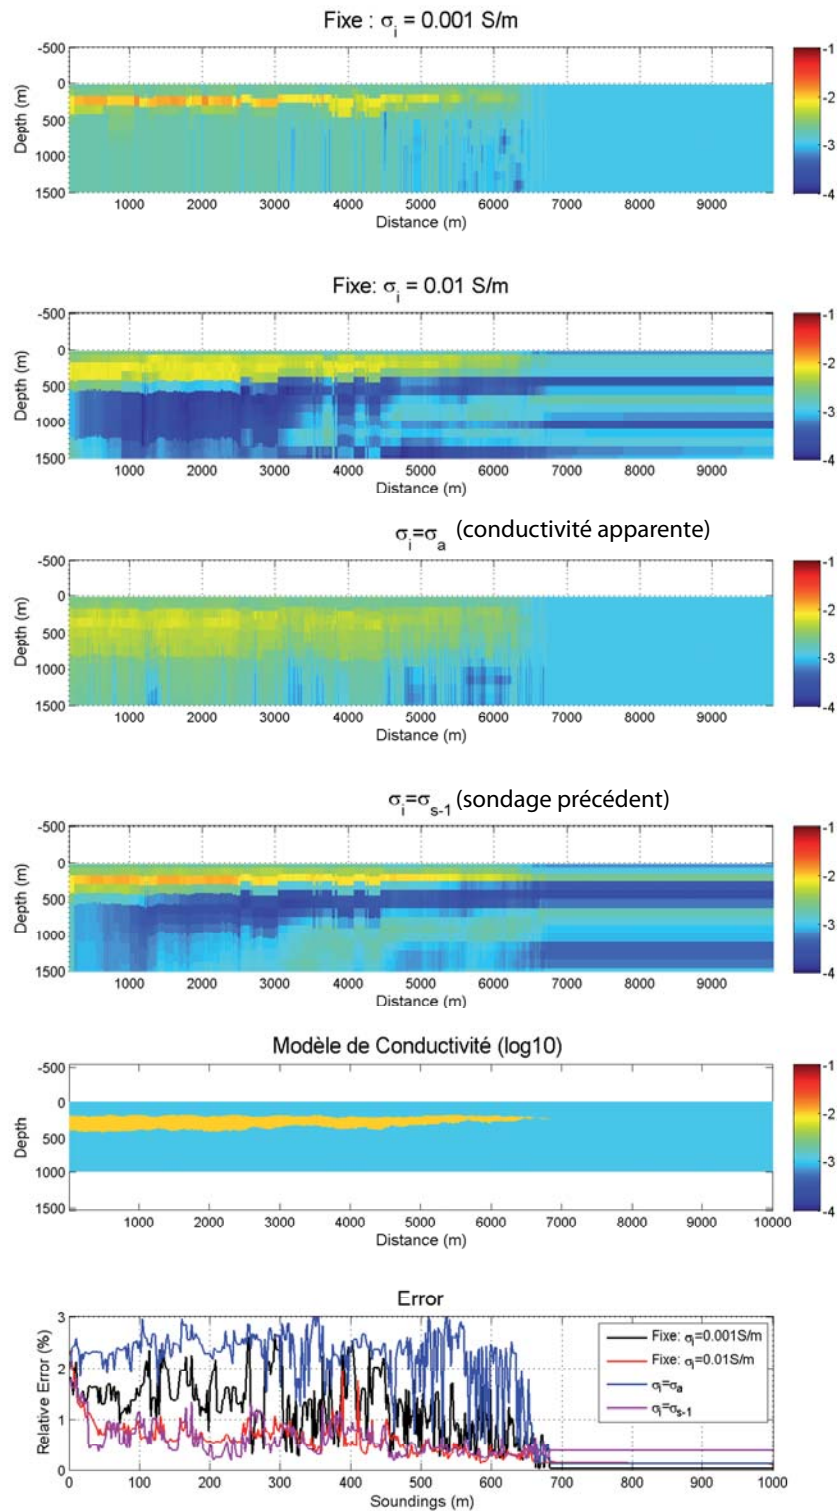 Fixe : σi = 0.001 S/m
-500
0
500
1000
1500
Depth (m)
1000 2000 3000 4000 5000 6000 7000 8000 9000
Distance (m)
-1
-2
-3
-4
Fixe: σi = 0.01 S/m
-500
0
500
1000
1500
Depth (m)
1000 2000 3000 4000 5000 6000 7000 8000 9000
Distance (m)
-1
-2
-3
-4
σi=σa (conductivité apparente)
-500
0
500
1000
1500
Depth (m)
1000 2000 3000 4000 5000 6000 7000 8000 9000
Distance (m)
-1
-2
-3
-4
σi=σs-1 (sondage précédent)
-500
0
500
1000
1500
Depth (m)
1000 2000 3000 4000 5000 6000 7000 8000 9000
Distance (m)
-1
-2
-3
-4
Modèle de Conductivité (log10)
-500
0
500
1000
1500
Depth
1000 2000 3000 4000 5000 6000 7000 8000 9000 10000
Distance (m)
-1
-2
-3
-4
Error
3
2
1
0
Relative Error (%)
0 100 200 300 400 500 600 700 800 900 1000
Soundings (m)
Fixe: σi=0.001S/m
Fixe: σi=0.01S/m
σi=σa
σi=σs-1